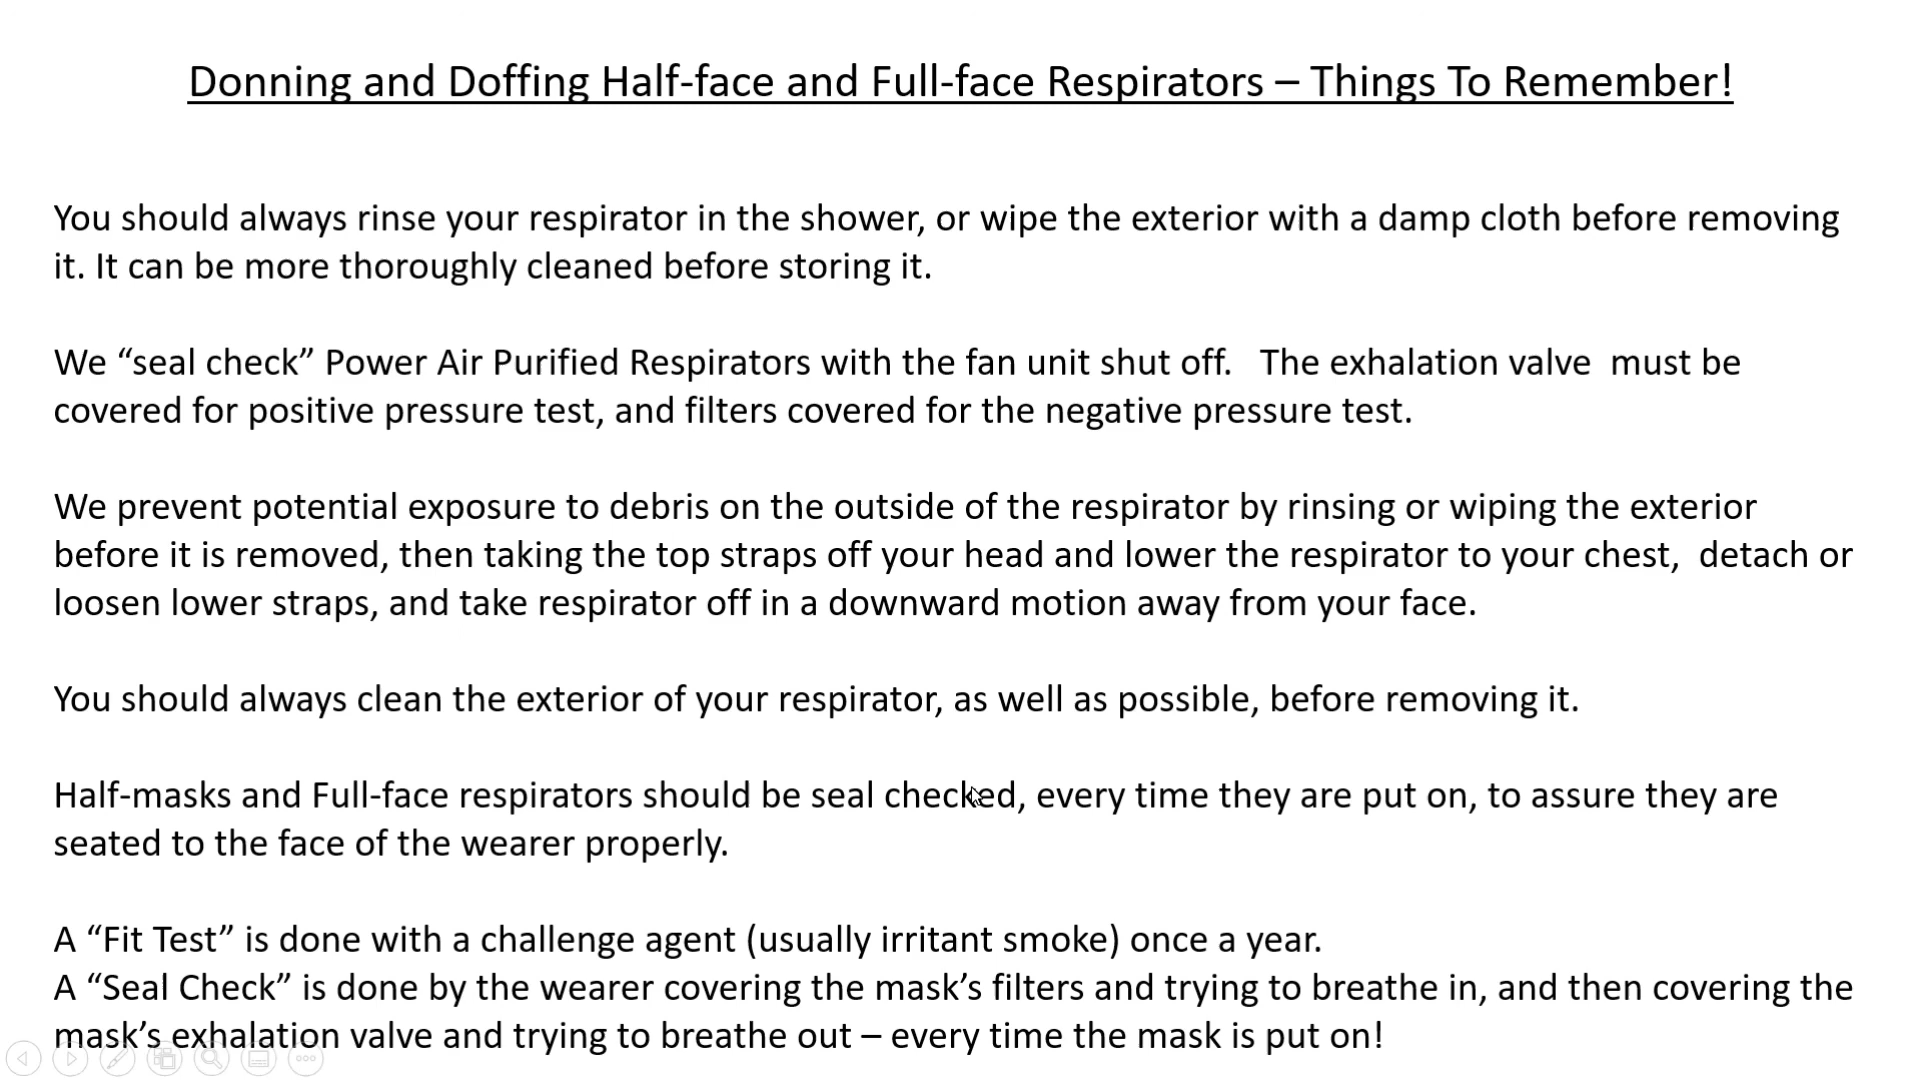 Donning and Doffing Half-face and Full-face Respirators – Things To Remember!
You should always rinse your respirator in the shower, or wipe the exterior with a damp cloth before removing
it. It can be more thoroughly cleaned before storing it.
We “seal check” Power Air Purified Respirators with the fan unit shut off.   The exhalation valve  must be
covered for positive pressure test, and filters covered for the negative pressure test.
We prevent potential exposure to debris on the outside of the respirator by rinsing or wiping the exterior
before it is removed, then taking the top straps off your head and lower the respirator to your chest,  detach or
loosen lower straps, and take respirator off in a downward motion away from your face.
You should always clean the exterior of your respirator, as well as possible, before removing it.
Half-masks and Full-face respirators should be seal checked, every time they are put on, to assure they are
seated to the face of the wearer properly.
A “Fit Test” is done with a challenge agent (usually irritant smoke) once a year.
A “Seal Check” is done by the wearer covering the mask’s filters and trying to breathe in, and then covering the
mask’s exhalation valve and trying to breathe out – every time the mask is put on!